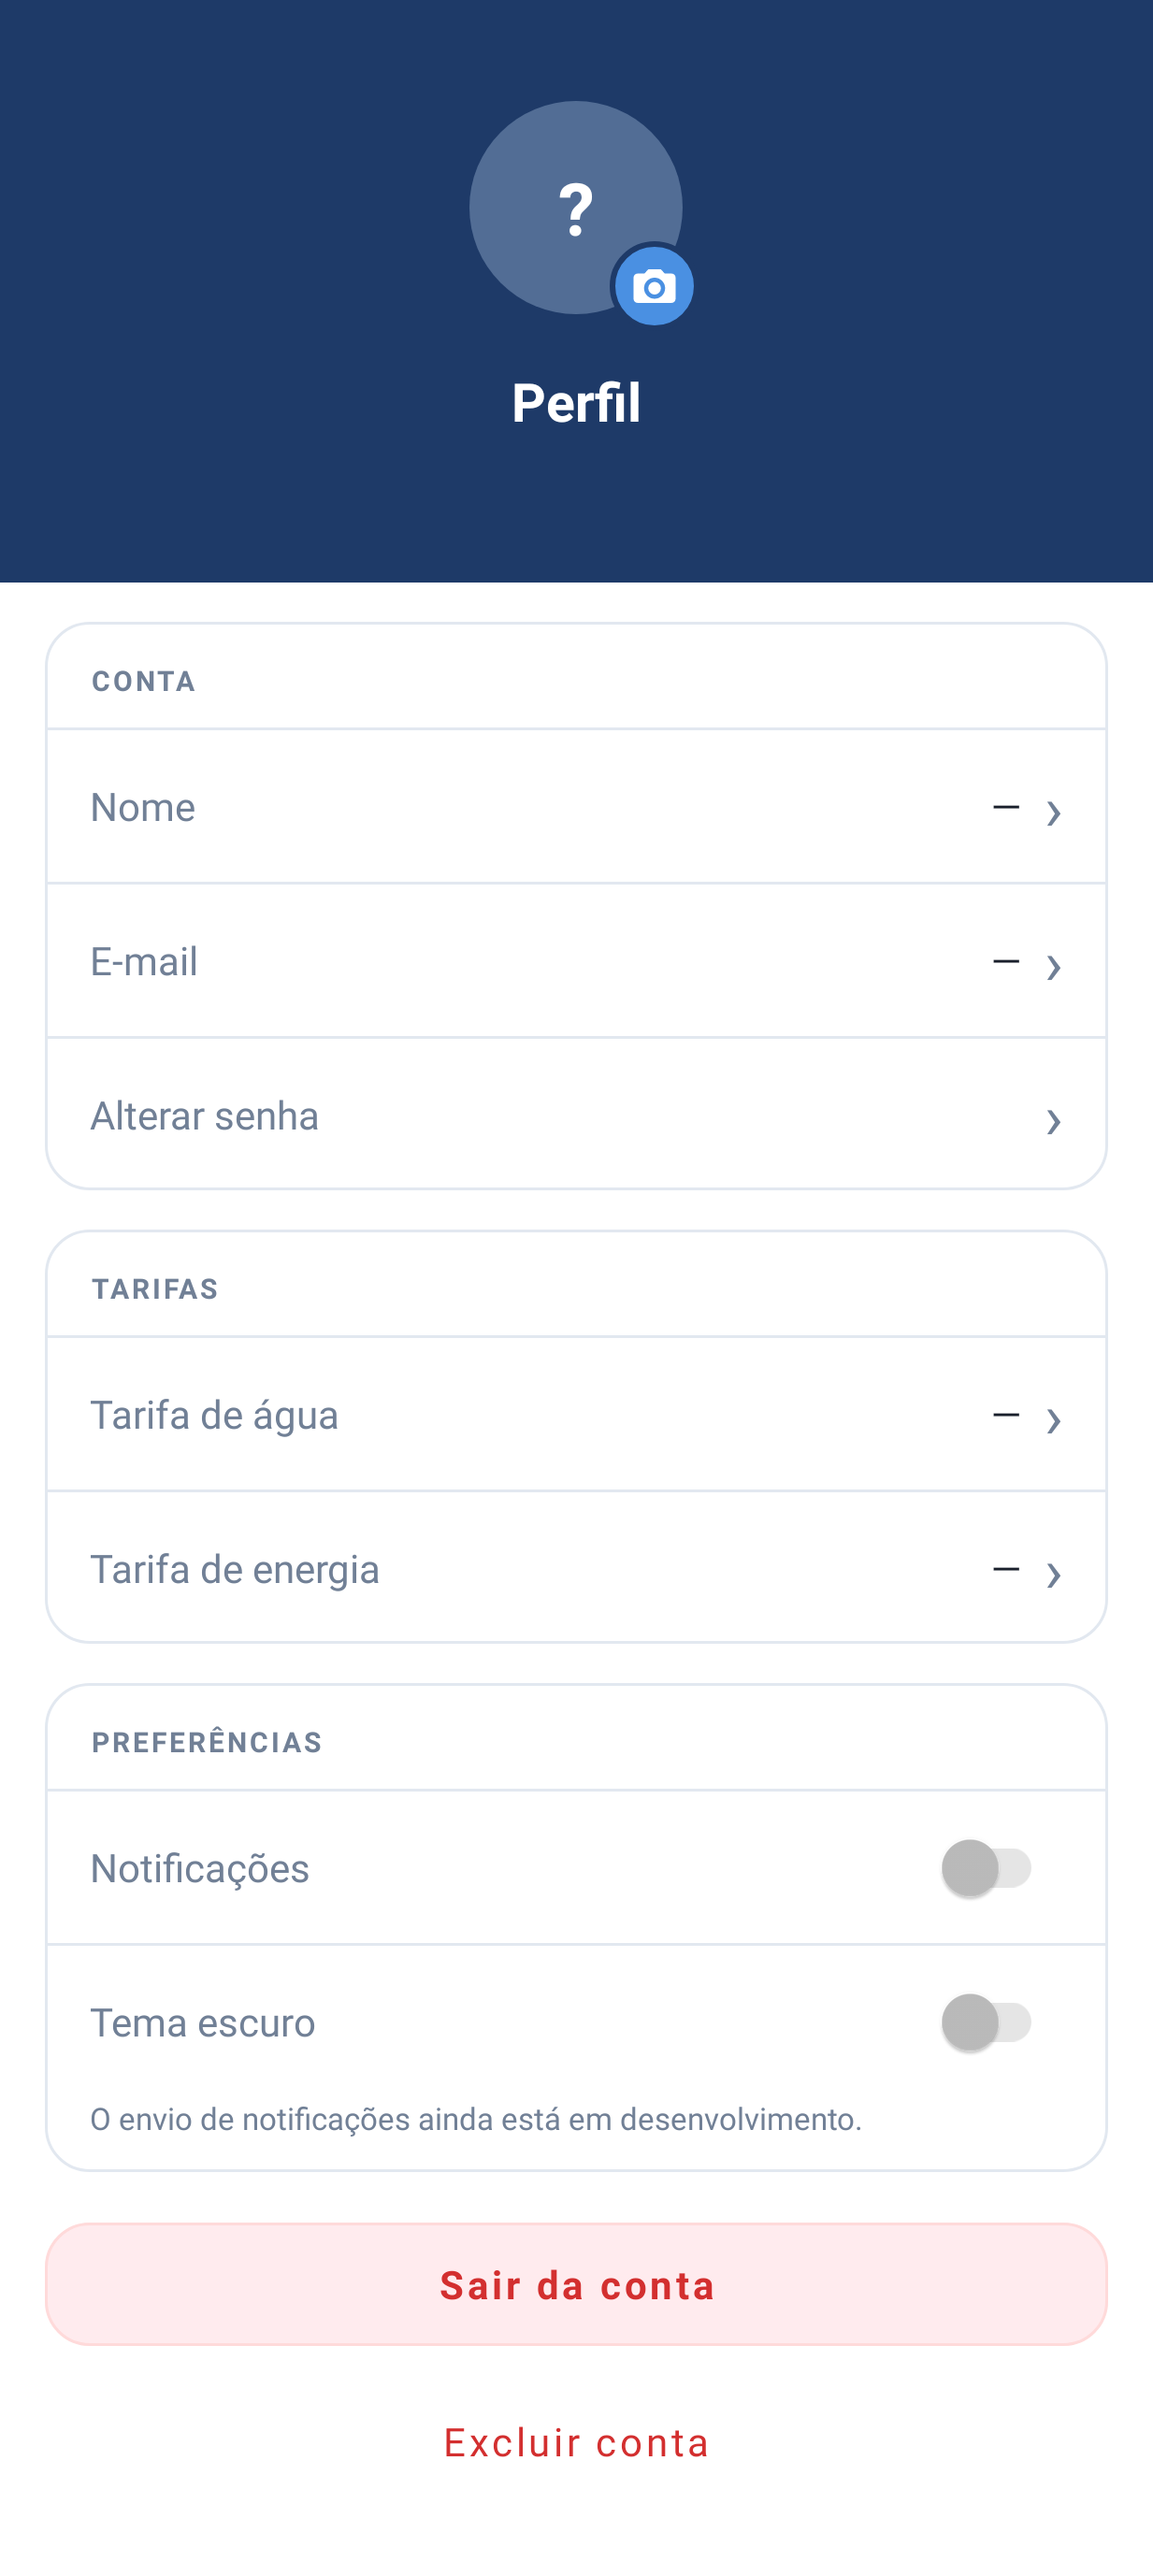 ?
Perfil
CONTA
Nome — ›
E-mail — ›
Alterar senha ›
TARIFAS
Tarifa de água — ›
Tarifa de energia — ›
PREFERÊNCIAS
Notificações
Tema escuro
O envio de notificações ainda está em desenvolvimento.
Sair da conta
Excluir conta